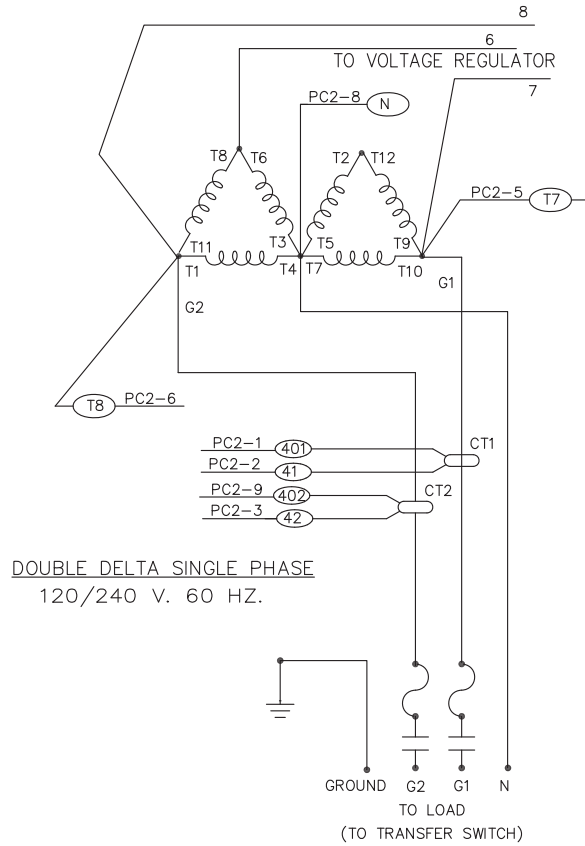 8
6
TO VOLTAGE REGULATOR
7
PC2-8 N
T8 T6 T2 T12
PC2-5 T7
T11 T3 T5 T9
T1 T4 T7 T10
G1
G2
T8 PC2-6
PC2-1 401
CT1
PC2-2 41
PC2-9 402
CT2
PC2-3 42
DOUBLE DELTA SINGLE PHASE
120/240 V. 60 HZ.
GROUND G2 G1 N
TO LOAD
(TO TRANSFER SWITCH)